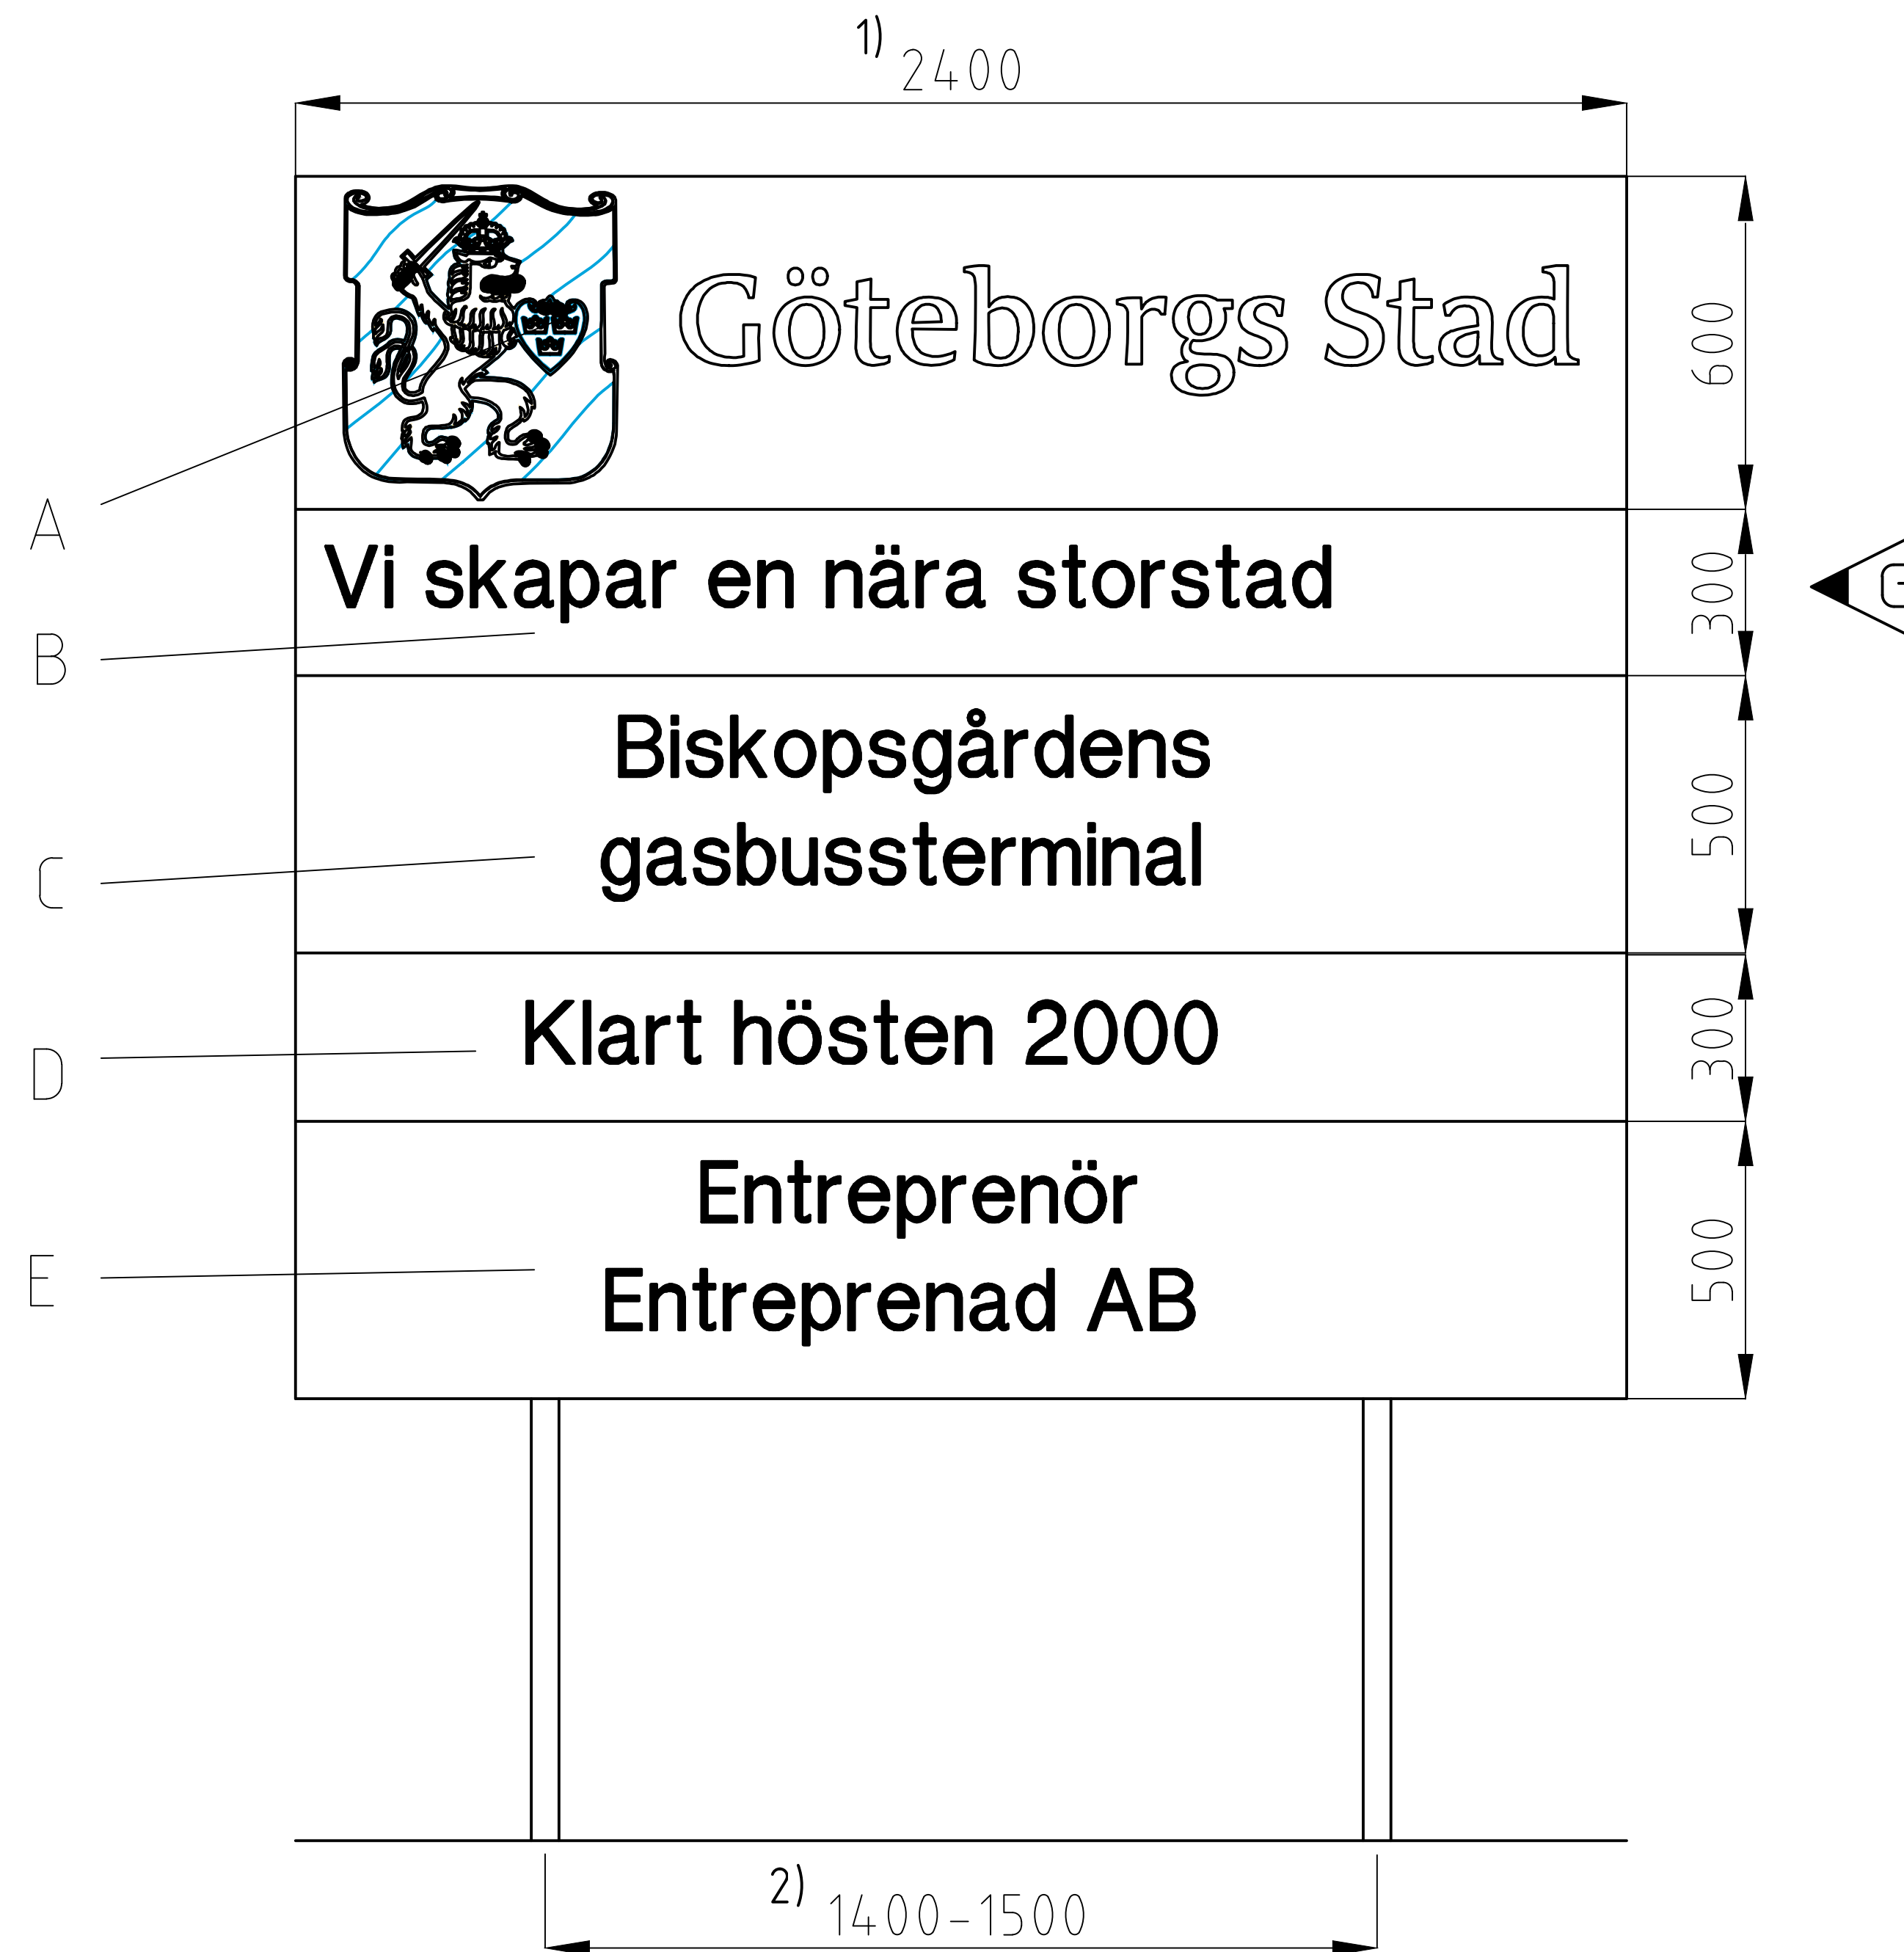 1)
2400
Göteborgs Stad
600
A
Vi skapar en nära storstad
300
B
Biskopsgårdens
gasbussterminal
500
C
Klart hösten 2000
300
D
Entreprenör
Entreprenad AB
500
E
2)
1400-1500